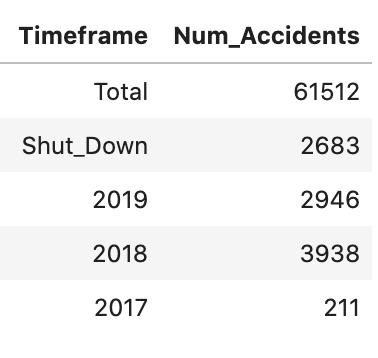 Timeframe Num_Accidents
Total 61512
Shut_Down 2683
2019 2946
2018 3938
2017 211